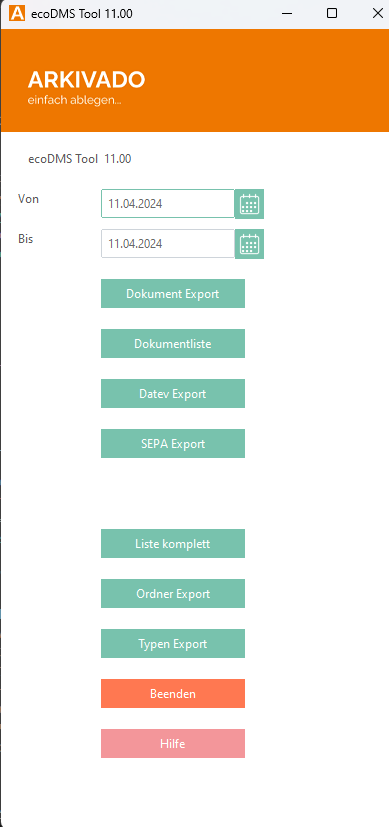 A ecoDMS Tool 11.00
ARKIVADO
einfach ablegen...
ecoDMS Tool 11.00
Von 11.04.2024
Bis 11.04.2024
Dokument Export
Dokumentliste
Datev Export
SEPA Export
Liste komplett
Ordner Export
Typen Export
Beenden
Hilfe